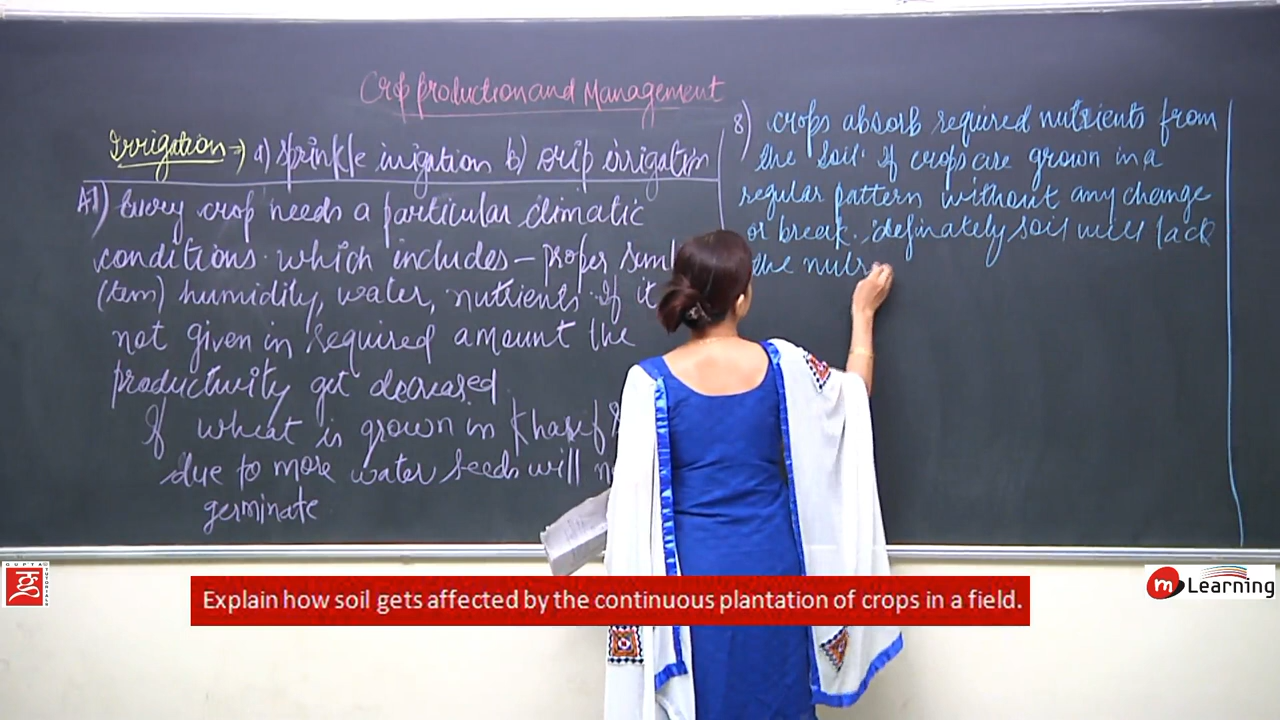 Crop production and Management
Irrigation → a) sprinkle irrigation b) drip irrigation
A7) Every crop needs a particular climatic
conditions. which includes – proper
(tem) humidity, water, nutrients. If it
not given in required amount the
productivity get decreased.
If wheat is grown in Kharif
due to more water seeds will
germinate
8) crops absorb required nutrients from
the soil. If crops are grown in a
regular pattern without any change
or break. definately soil will lack
the nutr
Explain how soil gets affected by the continuous plantation of crops in a field.
GUPTA
TUTORIALS
m Learning